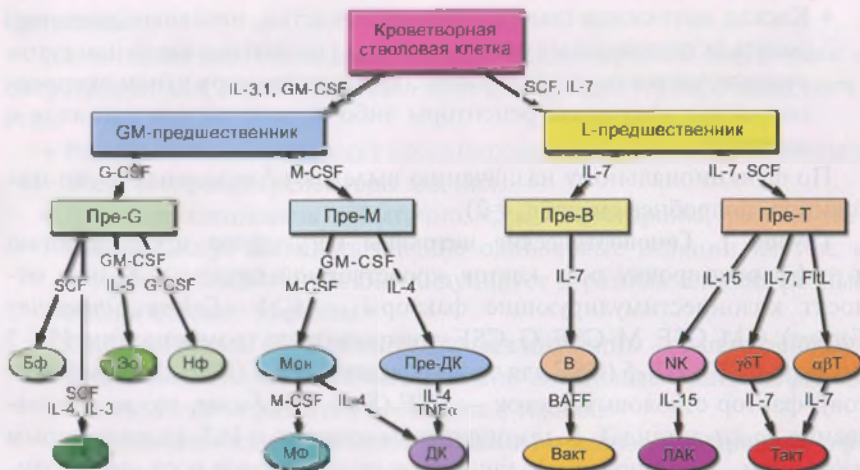 Кроветворная
стволовая клетка
IL-3,1, GM-CSF
SCF, IL-7
GM-предшественник
L-предшественник
G-CSF
M-CSF
IL-7
IL-7, SCF
Пре-G
Пре-М
Пре-В
Пре-Т
GM-CSF
GM-CSF
SCF
IL-5
G-CSF
M-CSF
IL-4
IL-7
IL-15
IL-7, FHL
Бф
Эо
Нф
Мон
Пре-ДК
В
NK
γδT
αβT
SCF
IL-4, IL-3
M-CSF
IL-4
IL-4
TNFα
BAFF
IL-15
IL-7
IL-7
МФ
ДК
Вакт
ЛАК
Такт